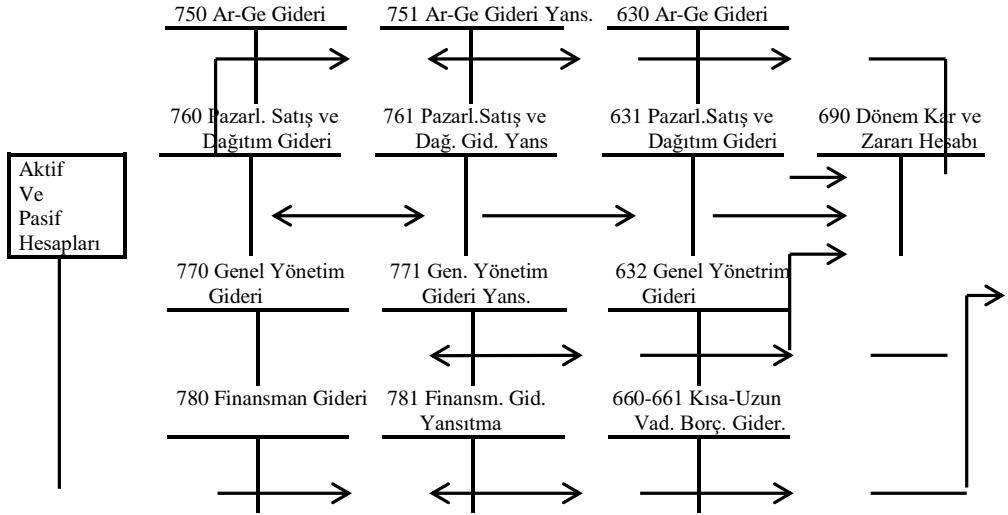 750 Ar-Ge Gideri
751 Ar-Ge Gideri Yans.
630 Ar-Ge Gideri
760 Pazarl. Satış ve
Dağıtım Gideri
761 Pazarl.Satış ve
Dağ. Gid. Yans
631 Pazarl.Satış ve
Dağıtım Gideri
690 Dönem Kar ve
Zararı Hesabı
Aktif
Ve
Pasif
Hesapları
770 Genel Yönetim
Gideri
771 Gen. Yönetim
Gideri Yans.
632 Genel Yönetrim
Gideri
780 Finansman Gideri
781 Finansm. Gid.
Yansıtma
660-661 Kısa-Uzun
Vad. Borç. Gider.